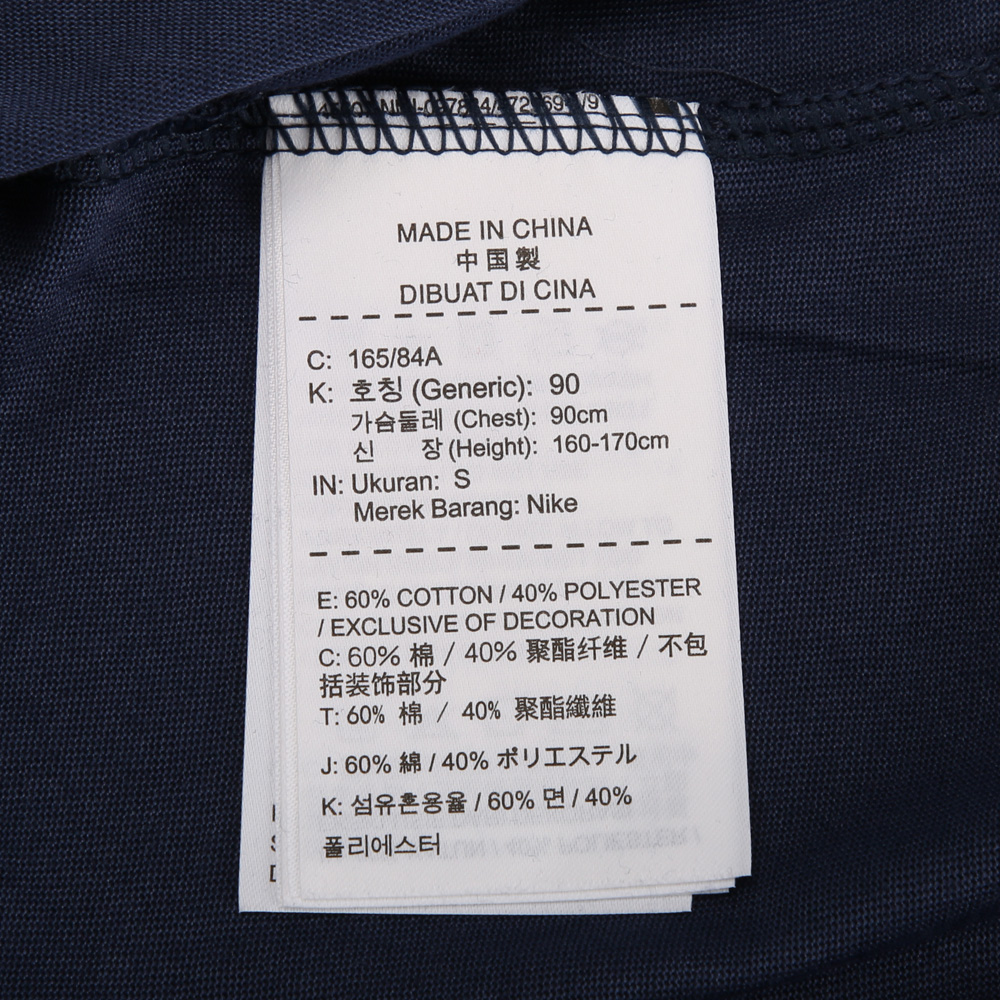 MADE IN CHINA
中国製
DIBUAT DI CINA
C: 165/84A
K: 호칭 (Generic): 90
가슴둘레 (Chest): 90cm
신 장 (Height): 160-170cm
IN: Ukuran: S
Merek Barang: Nike
E: 60% COTTON / 40% POLYESTER
/ EXCLUSIVE OF DECORATION
C: 60% 棉 / 40% 聚酯纤维 / 不包
括装饰部分
T: 60% 棉 / 40% 聚酯纖維
J: 60% 綿 / 40% ポリエステル
K: 섬유혼용율 / 60% 면 / 40%
폴리에스터